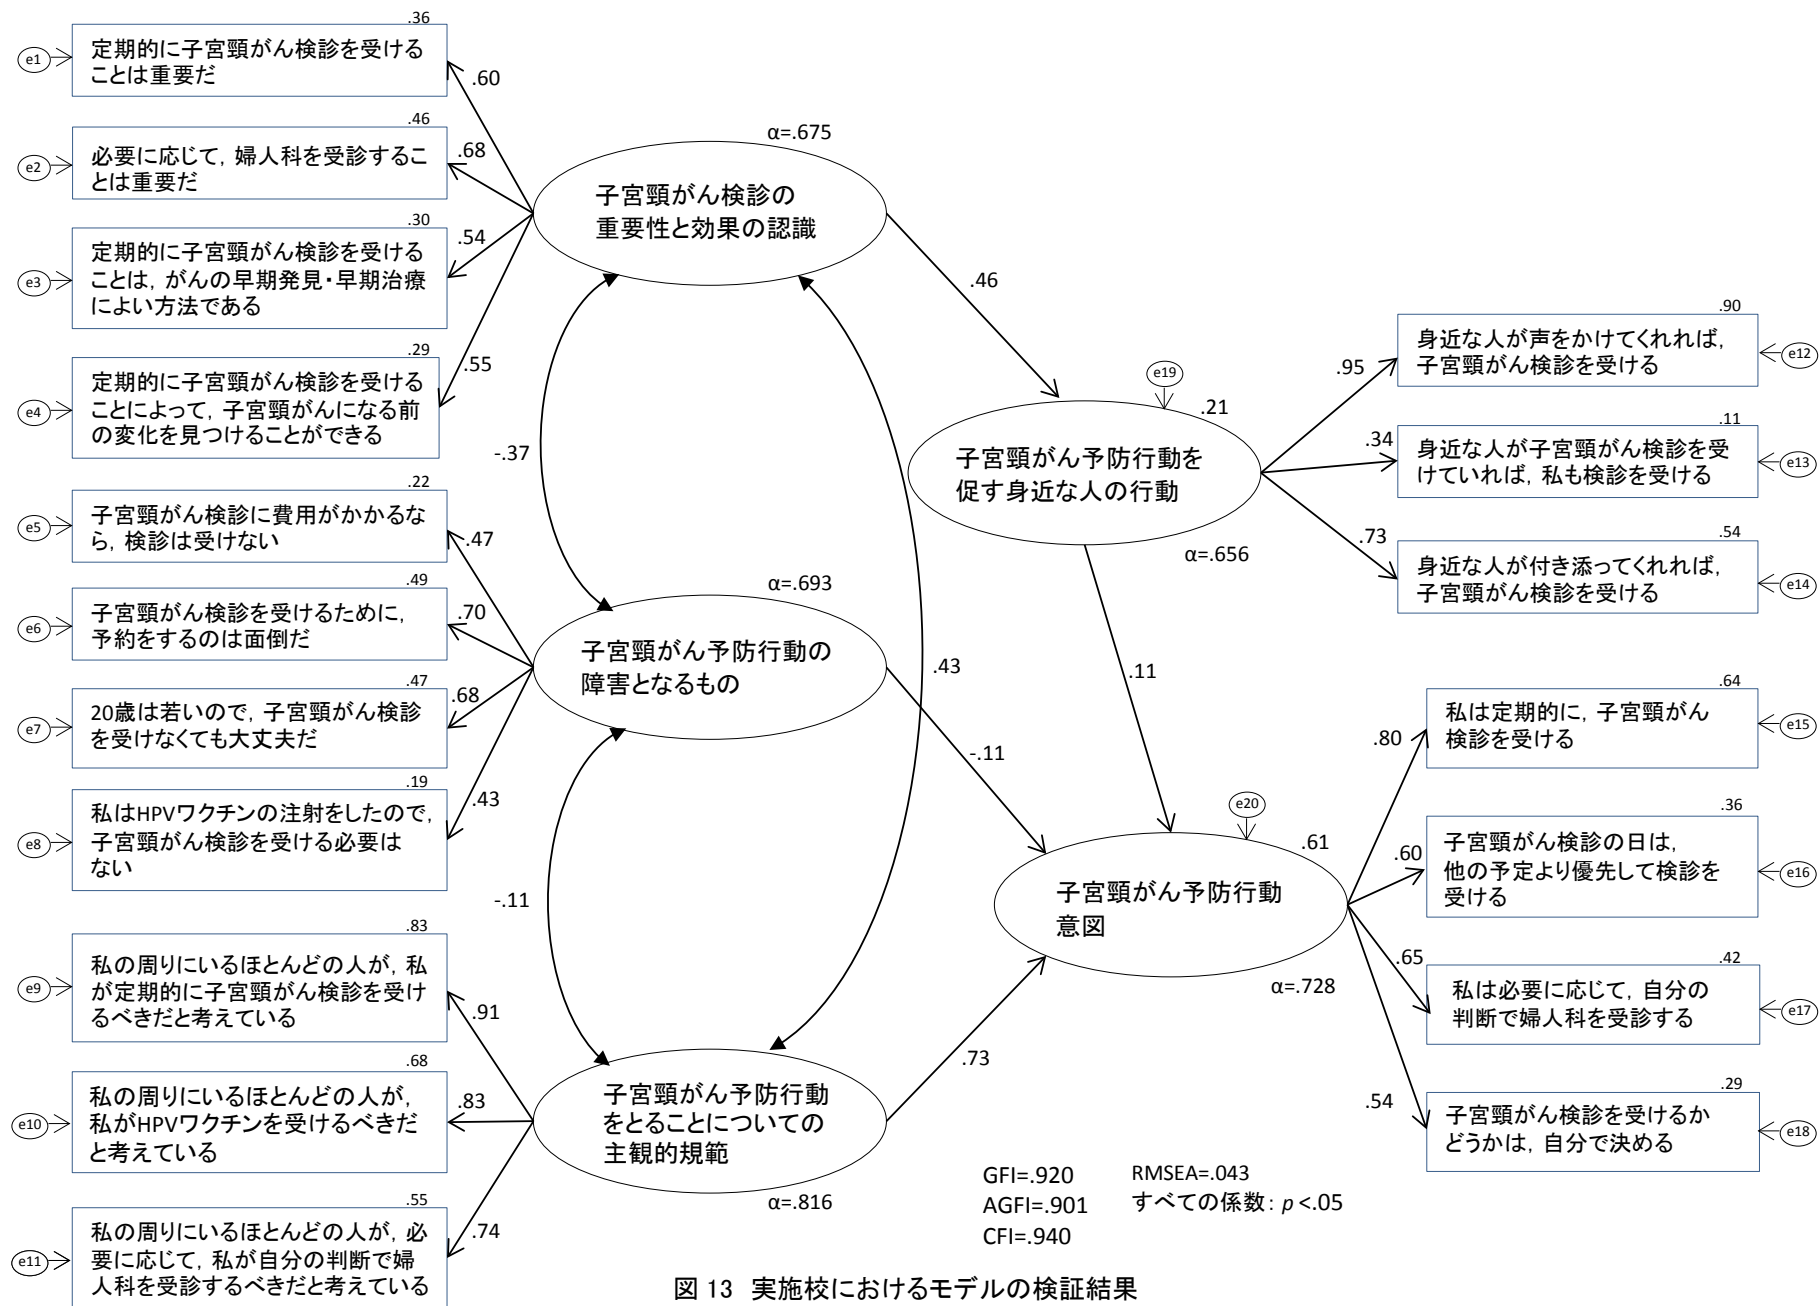 .36
e1
定期的に子宮頸がん検診を受ける
ことは重要だ
.60
.46
e2
必要に応じて，婦人科を受診するこ
とは重要だ
.68
.30
e3
定期的に子宮頸がん検診を受ける
ことは，がんの早期発見・早期治療
によい方法である
.54
.29
e4
定期的に子宮頸がん検診を受ける
ことによって，子宮頸がんになる前
の変化を見つけることができる
.55
.22
e5
子宮頸がん検診に費用がかかるな
ら，検診は受けない
.47
.49
e6
子宮頸がん検診を受けるために，
予約をするのは面倒だ
.70
.47
e7
20歳は若いので，子宮頸がん検診
を受けなくても大丈夫だ
.68
.19
e8
私はHPVワクチンの注射をしたので，
子宮頸がん検診を受ける必要は
ない
.43
.83
e9
私の周りにいるほとんどの人が，私
が定期的に子宮頸がん検診を受け
るべきだと考えている
.91
.68
e10
私の周りにいるほとんどの人が，
私がHPVワクチンを受けるべきだ
と考えている
.83
.55
e11
私の周りにいるほとんどの人が，必
要に応じて，私が自分の判断で婦
人科を受診するべきだと考えている
.74
α=.675
子宮頸がん検診の
重要性と効果の認識
-.37
α=.693
子宮頸がん予防行動の
障害となるもの
-.11
.43
子宮頸がん予防行動
をとることについての
主観的規範
α=.816
.46
e19
.21
子宮頸がん予防行動を
促す身近な人の行動
α=.656
.11
-.11
.73
e20
.61
子宮頸がん予防行動
意図
α=.728
.90
.95
身近な人が声をかけてくれれば，
子宮頸がん検診を受ける
e12
.11
.34
身近な人が子宮頸がん検診を受
けていれば，私も検診を受ける
e13
.54
.73
身近な人が付き添ってくれれば，
子宮頸がん検診を受ける
e14
.64
.80
私は定期的に，子宮頸がん
検診を受ける
e15
.36
.60
子宮頸がん検診の日は，
他の予定より優先して検診を
受ける
e16
.42
.65
私は必要に応じて，自分の
判断で婦人科を受診する
e17
.29
.54
子宮頸がん検診を受けるか
どうかは，自分で決める
e18
GFI=.920
AGFI=.901
CFI=.940
RMSEA=.043
すべての係数：p <.05
図 13 実施校におけるモデルの検証結果